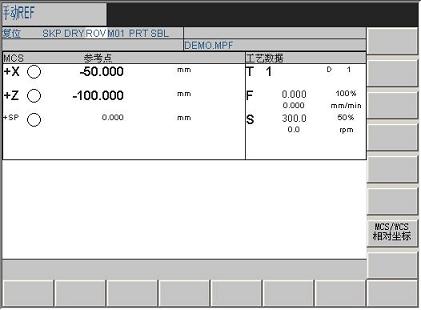 手动REF
复位 SKP DRY ROV M01 PRT SBL
DEMO.MPF
MCS 参考点 工艺数据
+X -50.000 mm T 1 D 1
+Z -100.000 mm F 0.000 100%
0.000 mm/min
+SP 0.000 mm S 300.0 50%
0.0 rpm
MCS/WCS
相对坐标